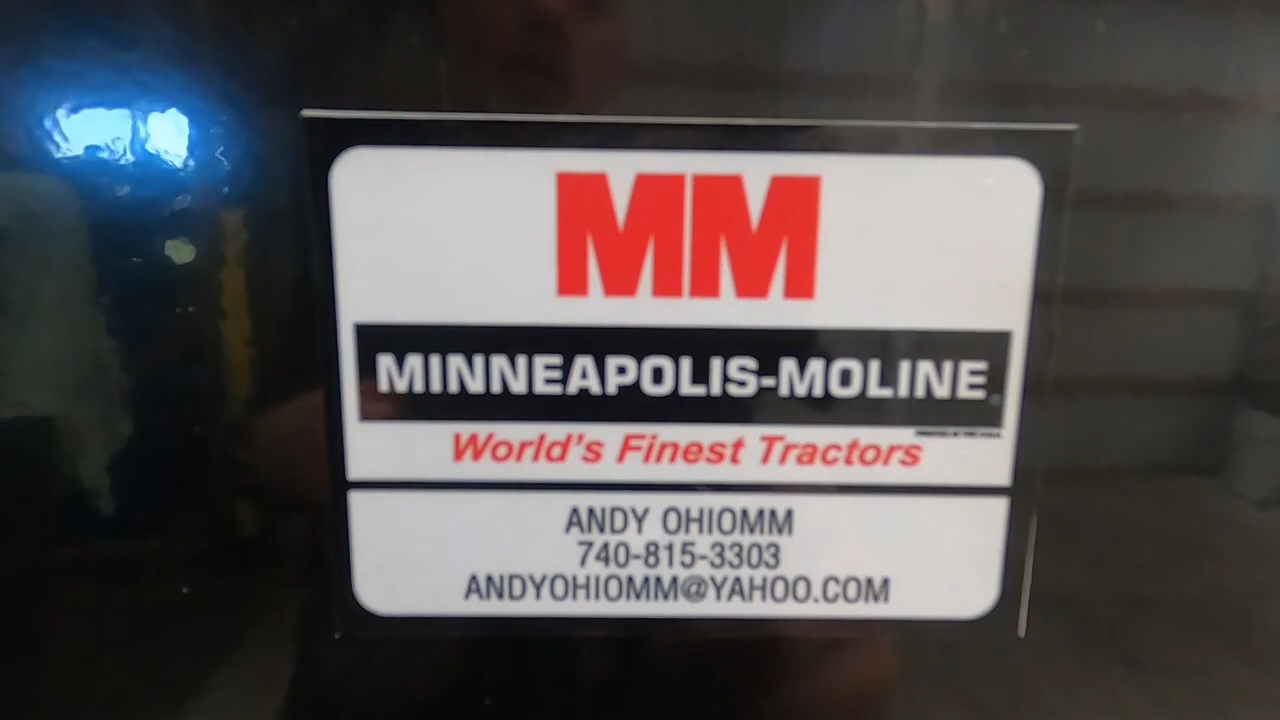 MM
MINNEAPOLIS-MOLINE
World's Finest Tractors
ANDY OHIOMM
740-815-3303
ANDYOHIOMM@YAHOO.COM